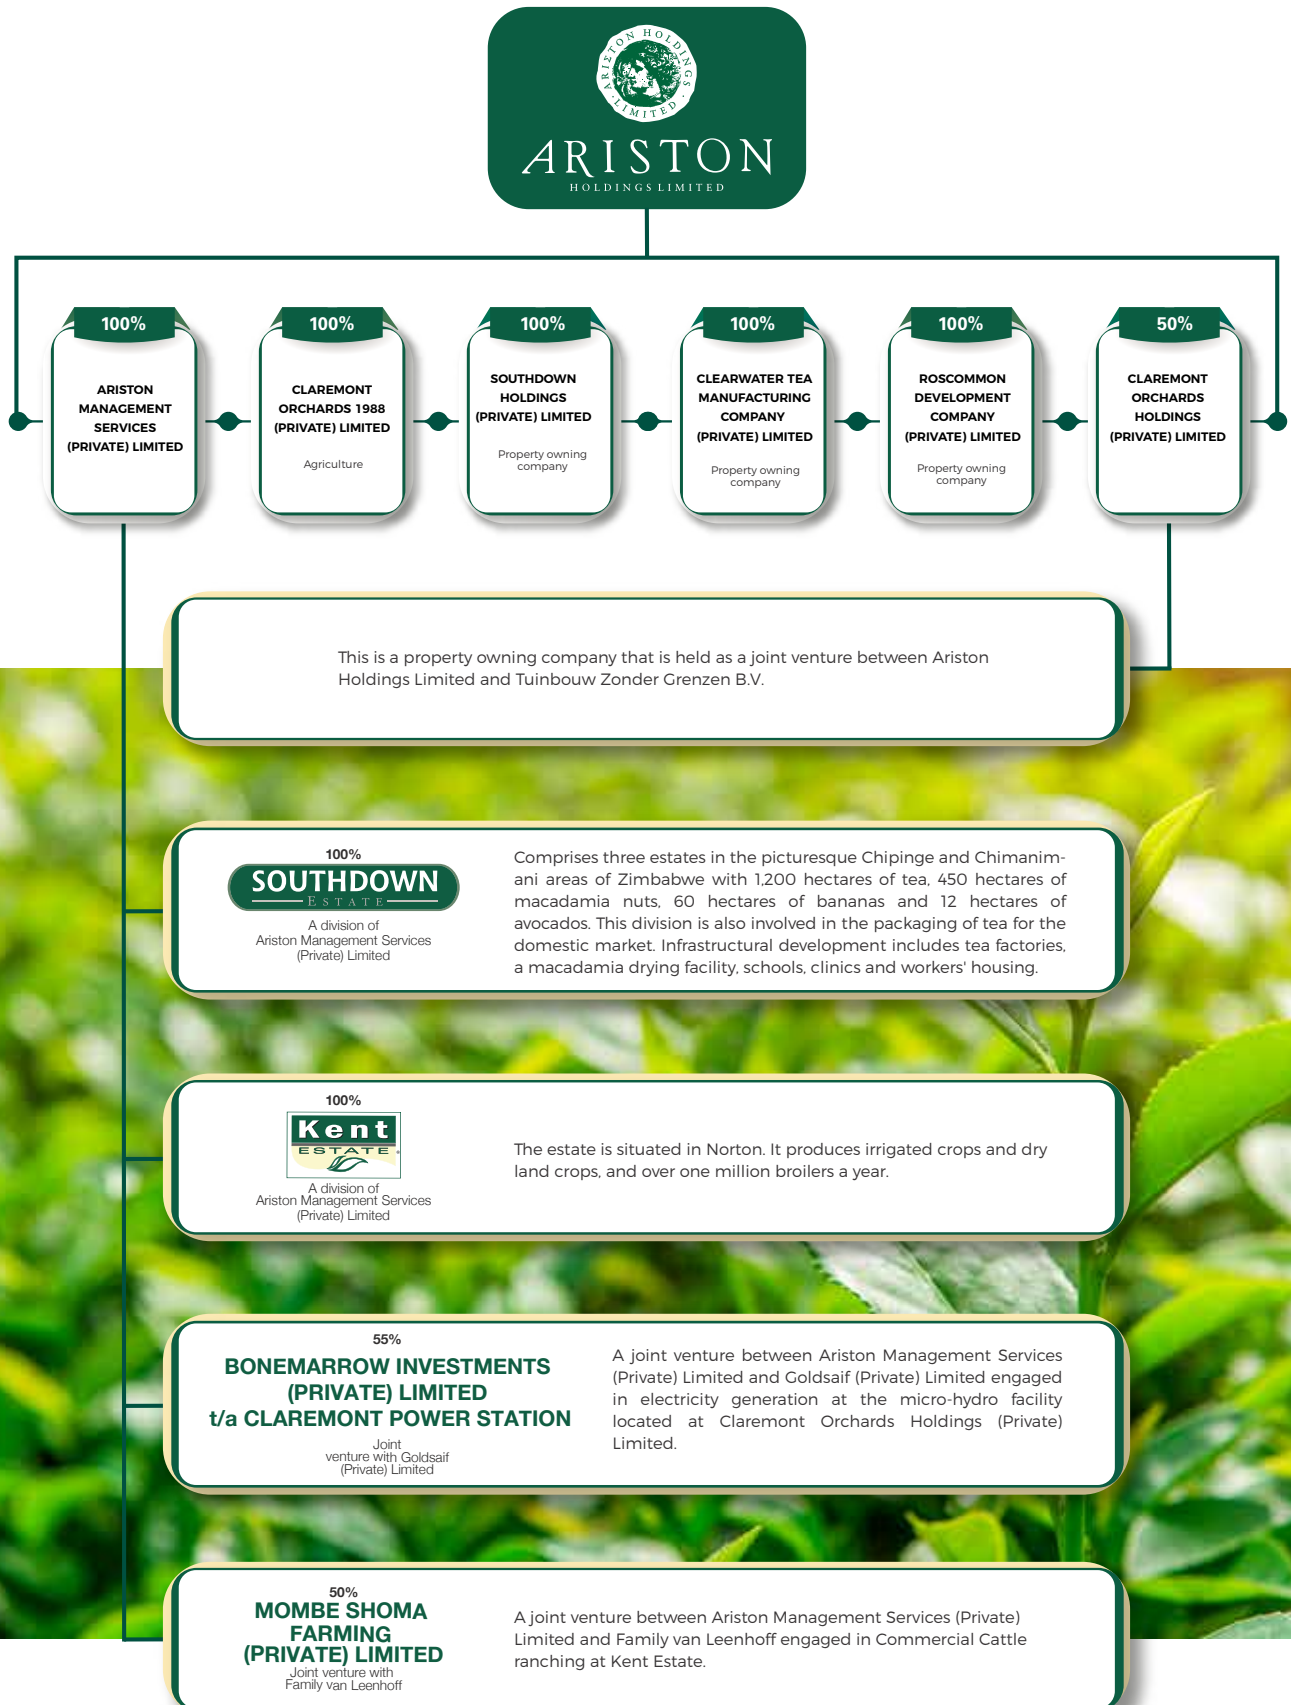 ARISTON HOLDINGS
· LIMITED ·
ARISTON
HOLDINGS LIMITED
100%
ARISTON
MANAGEMENT
SERVICES
(PRIVATE) LIMITED
100%
CLAREMONT
ORCHARDS 1988
(PRIVATE) LIMITED
Agriculture
100%
SOUTHDOWN
HOLDINGS
(PRIVATE) LIMITED
Property owning
company
100%
CLEARWATER TEA
MANUFACTURING
COMPANY
(PRIVATE) LIMITED
Property owning
company
100%
ROSCOMMON
DEVELOPMENT
COMPANY
(PRIVATE) LIMITED
Property owning
company
50%
CLAREMONT
ORCHARDS
HOLDINGS
(PRIVATE) LIMITED
This is a property owning company that is held as a joint venture between Ariston
Holdings Limited and Tuinbouw Zonder Grenzen B.V.
100%
SOUTHDOWN
ESTATE
A division of
Ariston Management Services
(Private) Limited
Comprises three estates in the picturesque Chipinge and Chimanim-
ani areas of Zimbabwe with 1,200 hectares of tea, 450 hectares of
macadamia nuts, 60 hectares of bananas and 12 hectares of
avocados. This division is also involved in the packaging of tea for the
domestic market. Infrastructural development includes tea factories,
a macadamia drying facility, schools, clinics and workers' housing.
100%
Kent
ESTATE
A division of
Ariston Management Services
(Private) Limited
The estate is situated in Norton. It produces irrigated crops and dry
land crops, and over one million broilers a year.
55%
BONEMARROW INVESTMENTS
(PRIVATE) LIMITED
t/a CLAREMONT POWER STATION
Joint
venture with Goldsaif
(Private) Limited
A joint venture between Ariston Management Services
(Private) Limited and Goldsaif (Private) Limited engaged
in electricity generation at the micro-hydro facility
located at Claremont Orchards Holdings (Private)
Limited.
50%
MOMBE SHOMA
FARMING
(PRIVATE) LIMITED
Joint venture with
Family van Leenhoff
A joint venture between Ariston Management Services (Private)
Limited and Family van Leenhoff engaged in Commercial Cattle
ranching at Kent Estate.